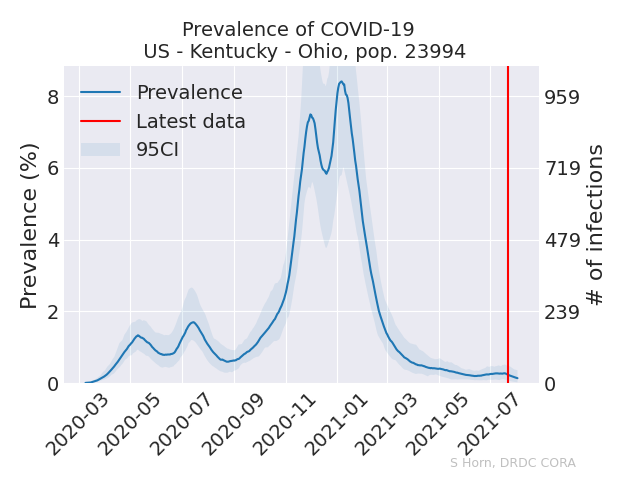 Prevalence of COVID-19
US - Kentucky - Ohio, pop. 23994
Prevalence
Latest data
95CI
Prevalence (%)
8
6
4
2
0
# of infections
959
719
479
239
0
2020-03
2020-05
2020-07
2020-09
2020-11
2021-01
2021-03
2021-05
2021-07
S Horn, DRDC CORA